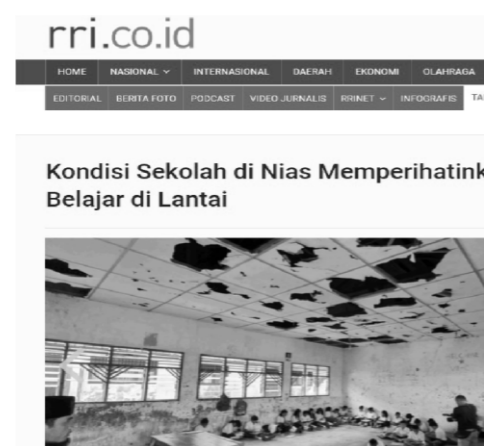 rri.co.id
HOME NASIONAL INTERNASIONAL DAERAH EKONOMI OLAHRAGA
EDITORIAL BERITA FOTO PODCAST VIDEO JURNALIS RRINET INFOGRAFIS TA
Kondisi Sekolah di Nias Memperihatink
Belajar di Lantai